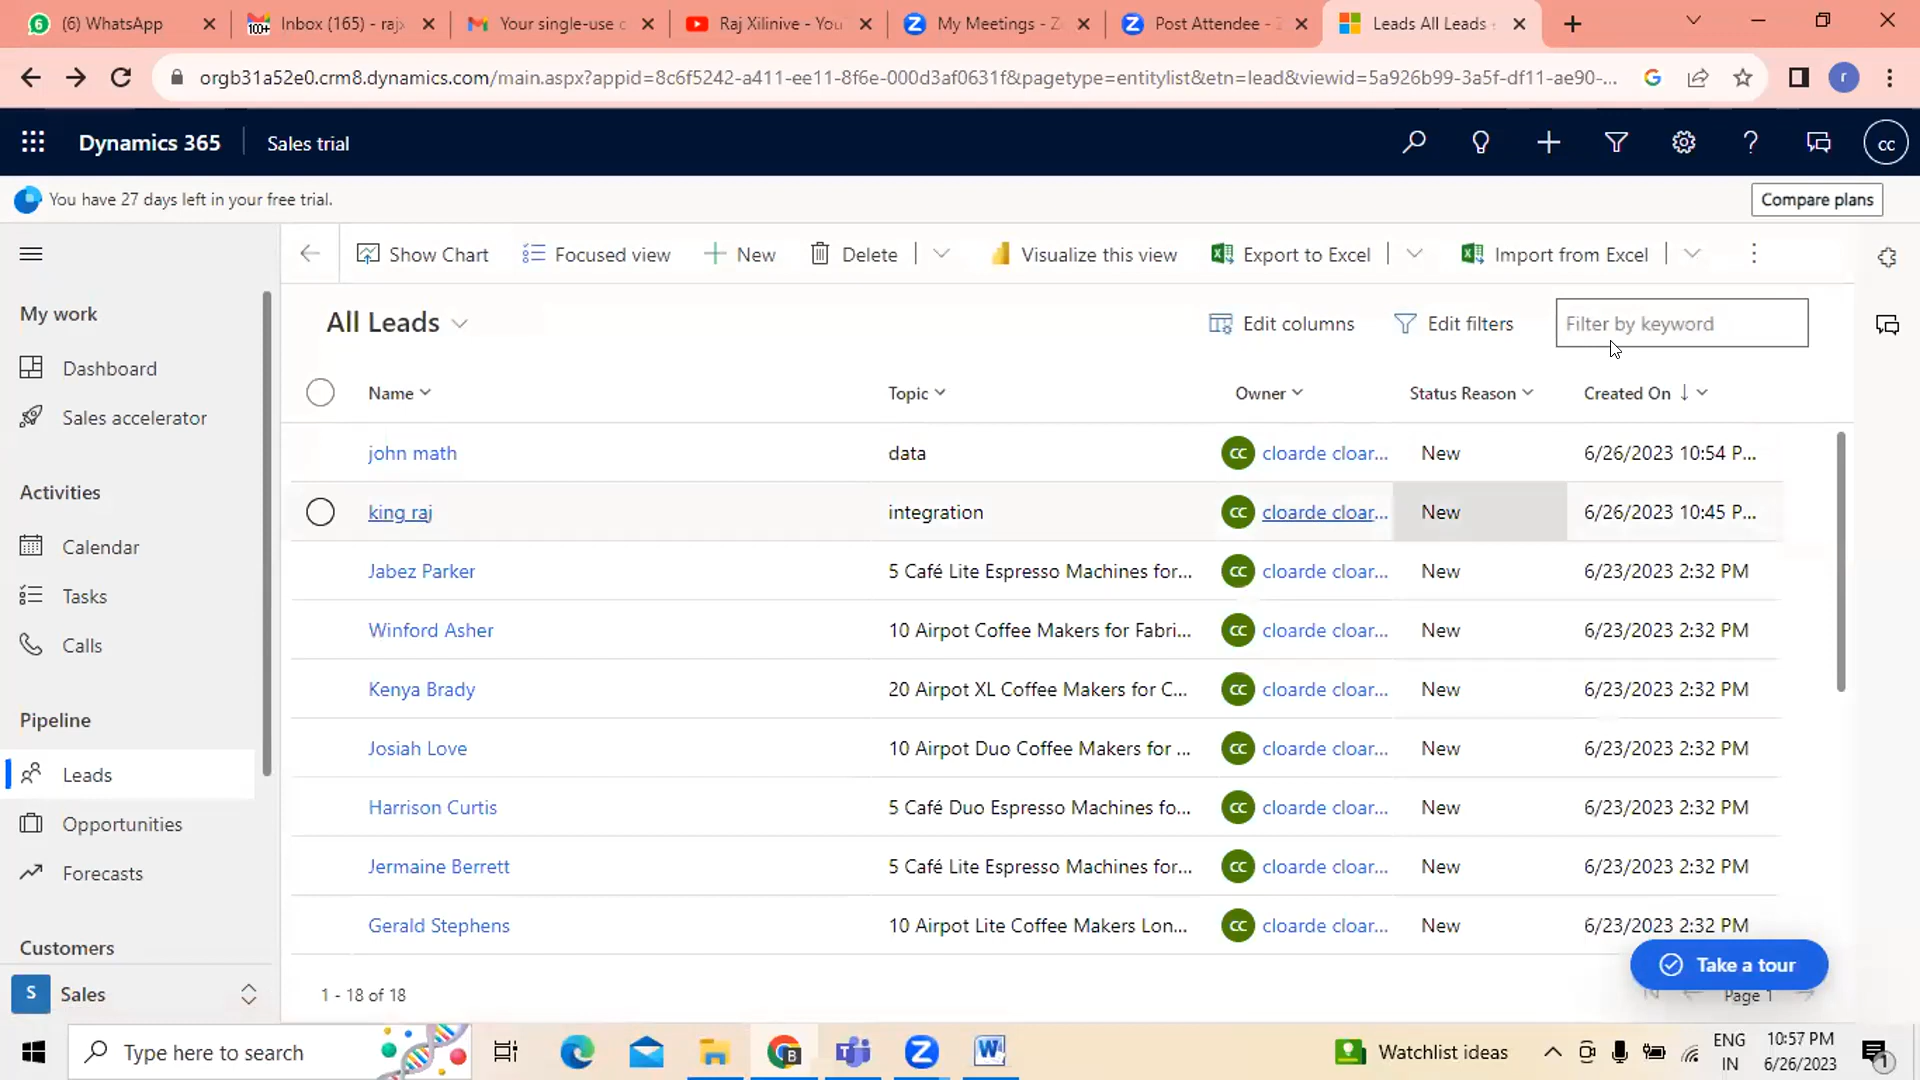 (6) WhatsApp
Inbox (165) - rajx
Your single-use c
Raj Xilinive - You
My Meetings - Z
Post Attendee -
Leads All Leads
orgb31a52e0.crm8.dynamics.com/main.aspx?appid=8c6f5242-a411-ee11-8f6e-000d3af0631f&pagetype=entitylist&etn=lead&viewid=5a926b99-3a5f-df11-ae90-...
r
Dynamics 365
Sales trial
CC
You have 27 days left in your free trial.
Compare plans
Show Chart
Focused view
New
Delete
Visualize this view
Export to Excel
Import from Excel
My work
Dashboard
Sales accelerator
Activities
Calendar
Tasks
Calls
Pipeline
Leads
Opportunities
Forecasts
Customers
S Sales
All Leads
Edit columns
Edit filters
Filter by keyword
Name Topic Owner Status Reason Created On
john math data CC cloarde cloar... New 6/26/2023 10:54 P...
king raj integration CC cloarde cloar... New 6/26/2023 10:45 P...
Jabez Parker 5 Café Lite Espresso Machines for... CC cloarde cloar... New 6/23/2023 2:32 PM
Winford Asher 10 Airpot Coffee Makers for Fabri... CC cloarde cloar... New 6/23/2023 2:32 PM
Kenya Brady 20 Airpot XL Coffee Makers for C... CC cloarde cloar... New 6/23/2023 2:32 PM
Josiah Love 10 Airpot Duo Coffee Makers for ... CC cloarde cloar... New 6/23/2023 2:32 PM
Harrison Curtis 5 Café Duo Espresso Machines fo... CC cloarde cloar... New 6/23/2023 2:32 PM
Jermaine Berrett 5 Café Lite Espresso Machines for... CC cloarde cloar... New 6/23/2023 2:32 PM
Gerald Stephens 10 Airpot Lite Coffee Makers Lon... CC cloarde cloar... New 6/23/2023 2:32 PM
Take a tour
1 - 18 of 18
Page 1
Type here to search
Watchlist ideas
ENG
IN
10:57 PM
6/26/2023
1